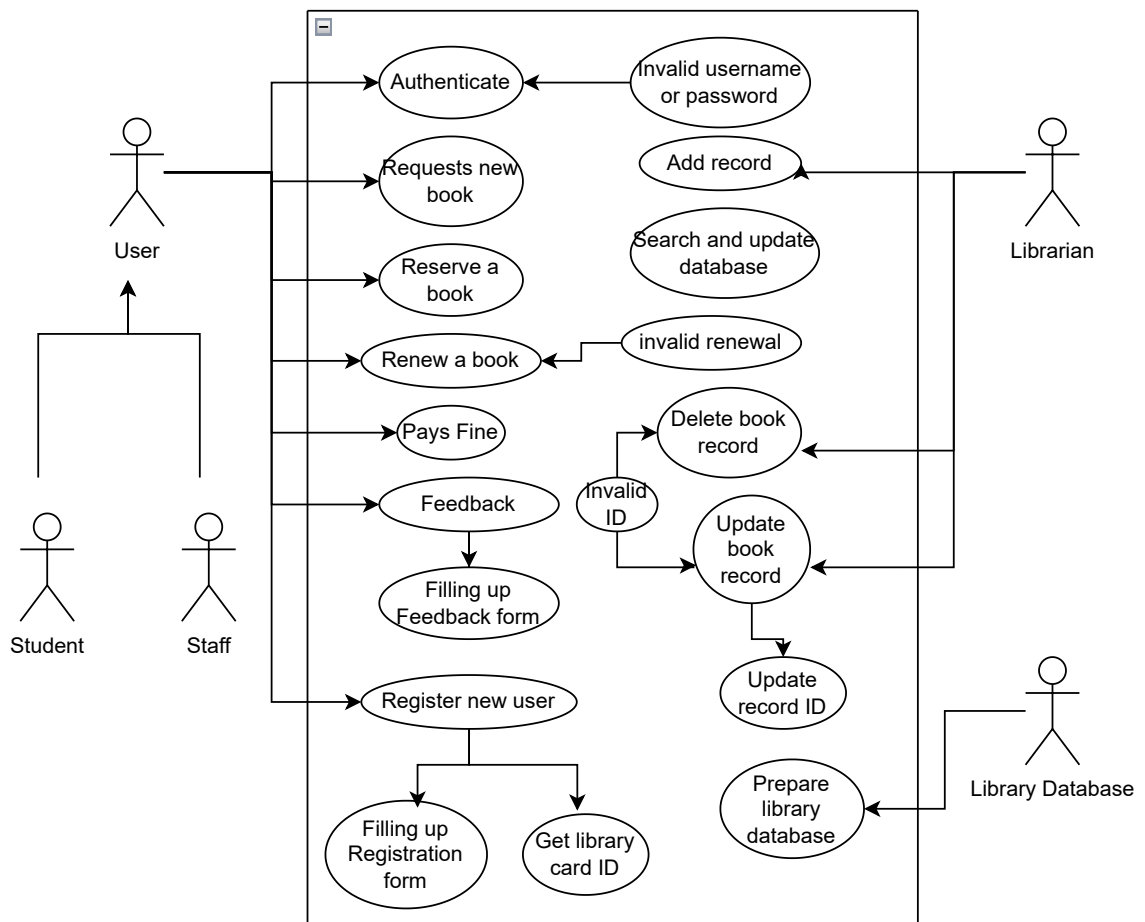 Authenticate
Invalid username
or password
Requests new
book
Add record
User
Search and update
database
Librarian
Reserve a
book
Renew a book
invalid renewal
Pays Fine
Delete book
record
Feedback
Invalid
ID
Update
book
record
Filling up
Feedback form
Student
Staff
Register new user
Update
record ID
Library Database
Prepare
library
database
Filling up
Registration
form
Get library
card ID